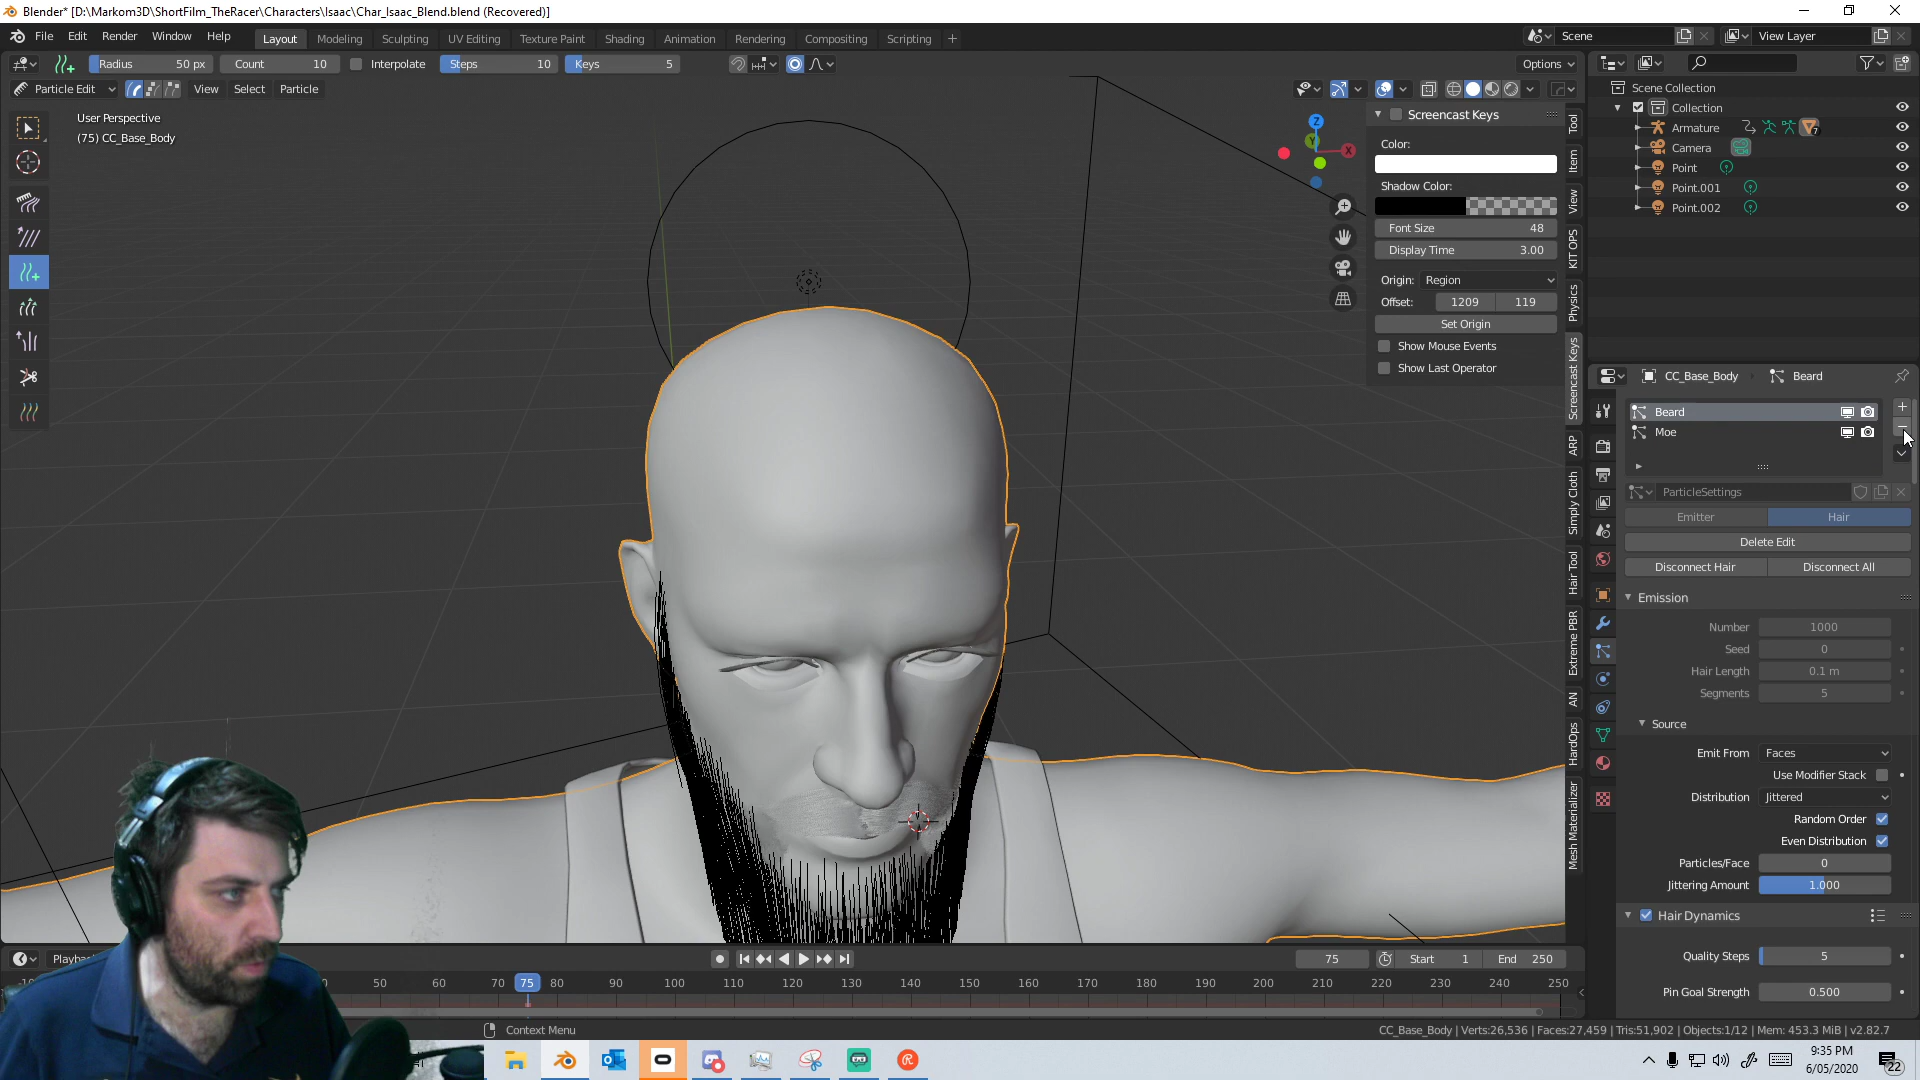 Blender* [D:\Markom3D\ShortFilm_TheRacer\Characters\Isaac\Char_Isaac_Blend.blend (Recovered)]
File Edit Render Window Help Layout Modeling Sculpting UV Editing Texture Paint Shading Animation Rendering Compositing Scripting + Scene View Layer
Radius 50 px Count 10 Interpolate Steps 10 Keys 5 Options
Particle Edit View Select Particle
User Perspective
(75) CC_Base_Body
Z
Y
X
Screencast Keys
Color:
Shadow Color:
Font Size 48
Display Time 3.00
Origin: Region
Offset: 1209 119
Set Origin
Show Mouse Events
Show Last Operator
Tool
Item
View
KIT OPS
Physics
Screencast Keys
ARP
Simply Cloth
Hair Tool
Extreme PBR
AN
HardOps
Mesh Materializer
Scene Collection
Collection
Armature 7
Camera
Point
Point.001
Point.002
CC_Base_Body Beard
Beard
Moe
ParticleSettings
Emitter Hair
Delete Edit
Disconnect Hair Disconnect All
Emission
Number 1000
Seed 0
Hair Length 0.1 m
Segments 5
Source
Emit From Faces
Use Modifier Stack
Distribution Jittered
Random Order
Even Distribution
Particles/Face 0
Jittering Amount 1.000
Hair Dynamics
Quality Steps 5
Pin Goal Strength 0.500
75 Start 1 End 250
50 60 70 75 80 90 100 110 120 130 140 150 160 170 180 190 200 210 220 230 240 250
Context Menu
CC_Base_Body | Verts:26,536 | Faces:27,459 | Tris:51,902 | Objects:1/12 | Mem: 453.3 MiB | v2.82.7
9:35 PM
6/05/2020
22